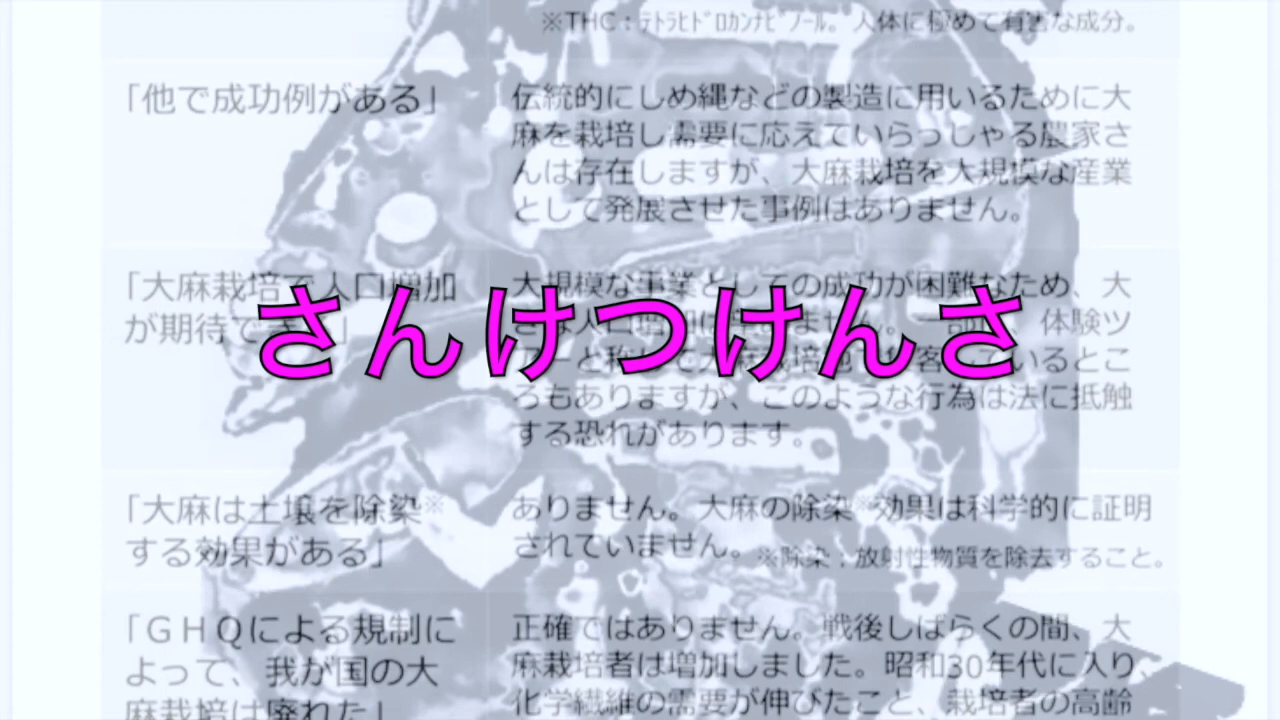 ※THC：ﾃﾄﾗﾋﾄﾞﾛｶﾝﾅﾋﾞﾉｰﾙ。人体に極めて有害な成分。
「他で成功例がある」
伝統的にしめ縄などの製造に用いるために大
麻を栽培し需要に応えていらっしゃる農家さ
んは存在しますが、大麻栽培を大規模な産業
として発展させた事例はありません。
「大麻栽培で人口増加
が期待できる」
大規模な事業としての成功が困難なため、大
体験ツ
ろもありますが、このような行為は法に抵触
する恐れがあります。
さんけつけんさ
「大麻は土壌を除染※
する効果がある」
ありません。大麻の除染※効果は科学的に証明
されていません。※除染：放射性物質を除去すること。
「ＧＨＱによる規制に
よって、我が国の大
麻栽培は廃れた」
正確ではありません。戦後しばらくの間、大
麻栽培者は増加しました。昭和30年代に入り、
化学繊維の需要が伸びたこと、栽培者の高齢